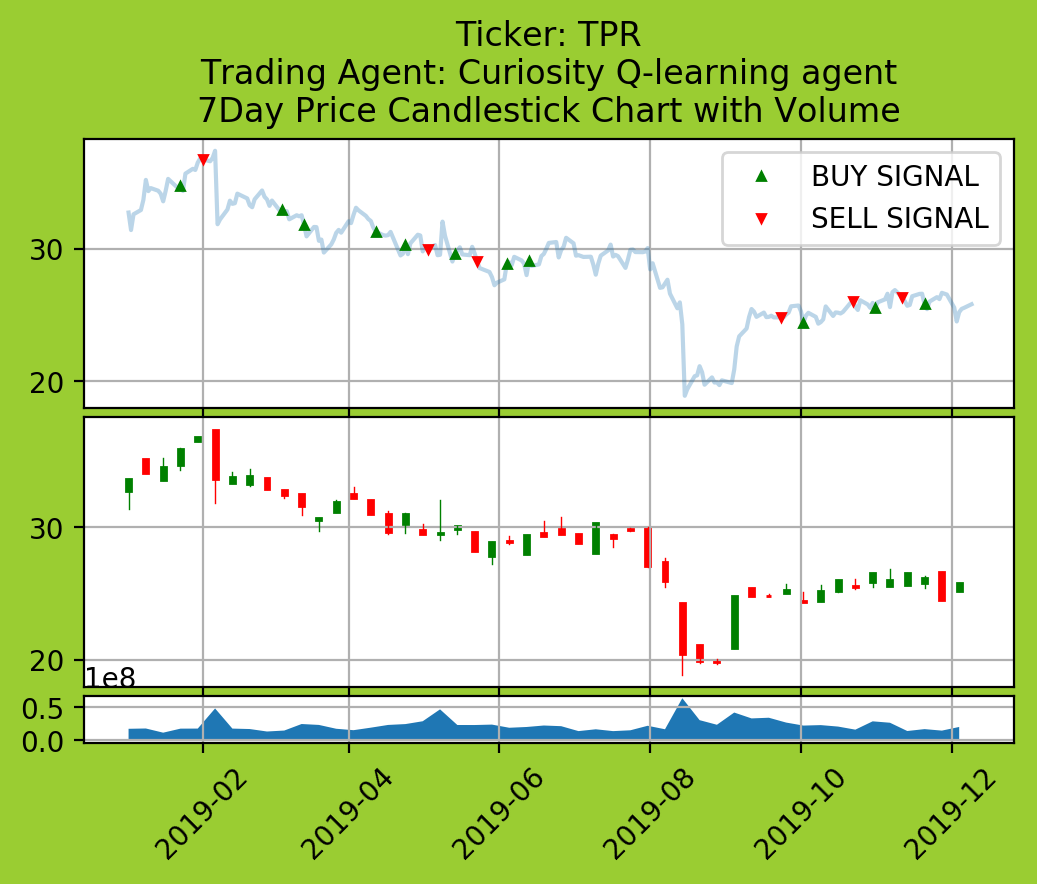 Ticker: TPR
Trading Agent: Curiosity Q-learning agent
7Day Price Candlestick Chart with Volume
BUY SIGNAL
SELL SIGNAL
30
20
30
20
1e8
0.5
0.0
2019-02
2019-04
2019-06
2019-08
2019-10
2019-12